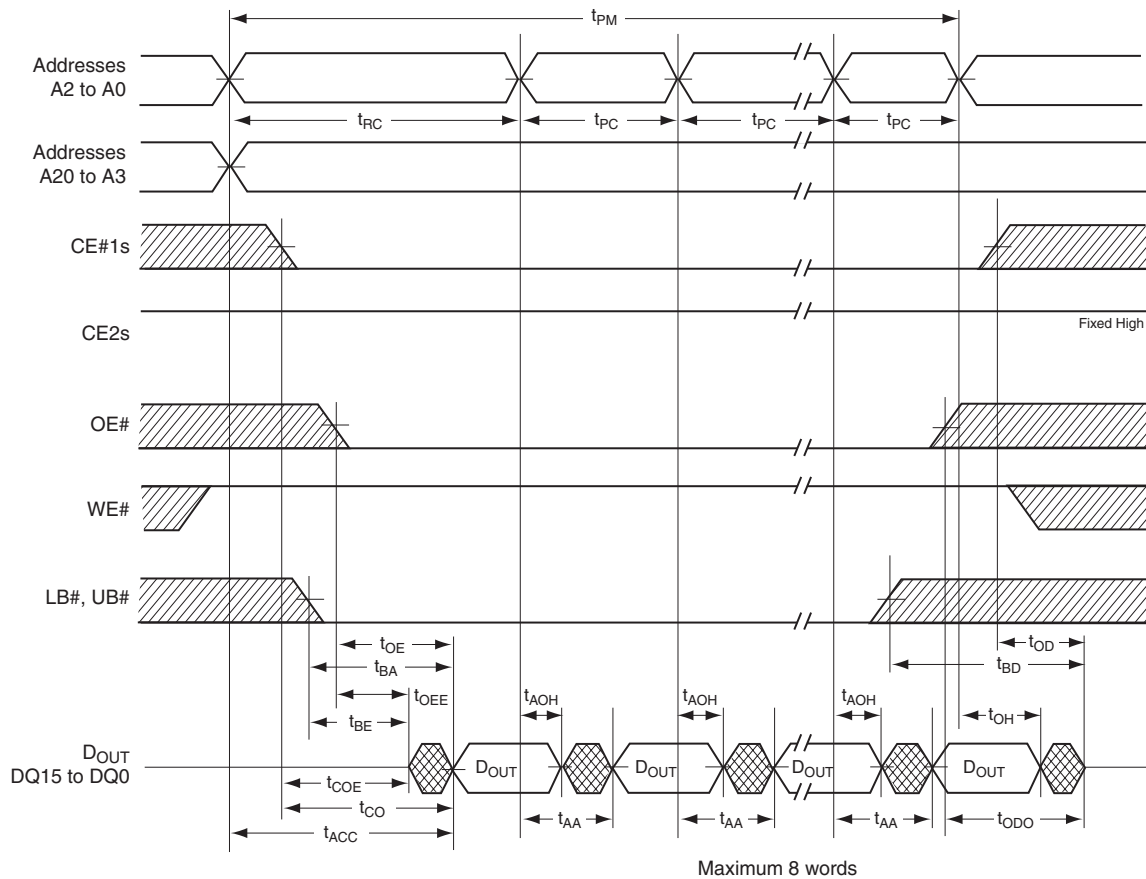 tPM
Addresses
A2 to A0
tRC tPC tPC tPC
Addresses
A20 to A3
CE#1s
CE2s
Fixed High
OE#
WE#
LB#, UB#
tOE tOD
tBA tBD
tOEE tAOH tAOH tAOH
tBE tOH
DOUT
DQ15 to DQ0
DOUT DOUT DOUT DOUT
tCOE
tCO
tACC tAA tAA tAA tODO
Maximum 8 words